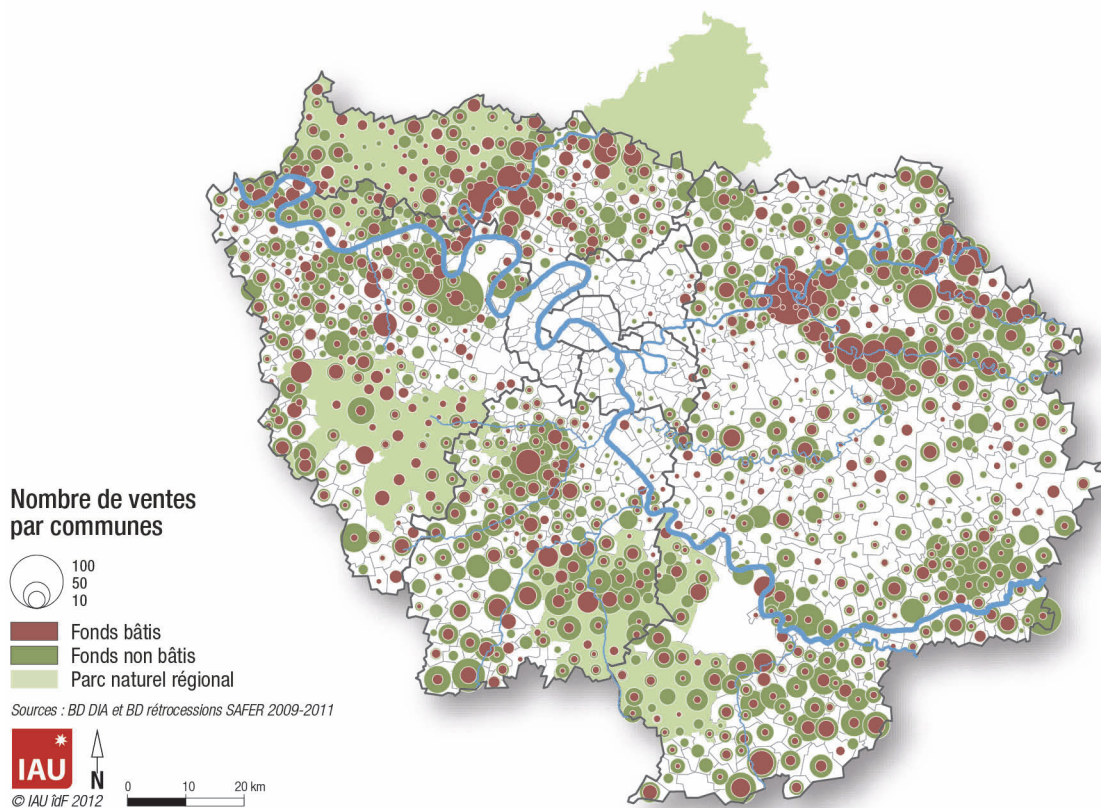 Nombre de ventes
par communes
100
50
10
Fonds bâtis
Fonds non bâtis
Parc naturel régional
Sources : BD DIA et BD rétrocessions SAFER 2009-2011
IAU
N
0 10 20 km
© IAU îdF 2012